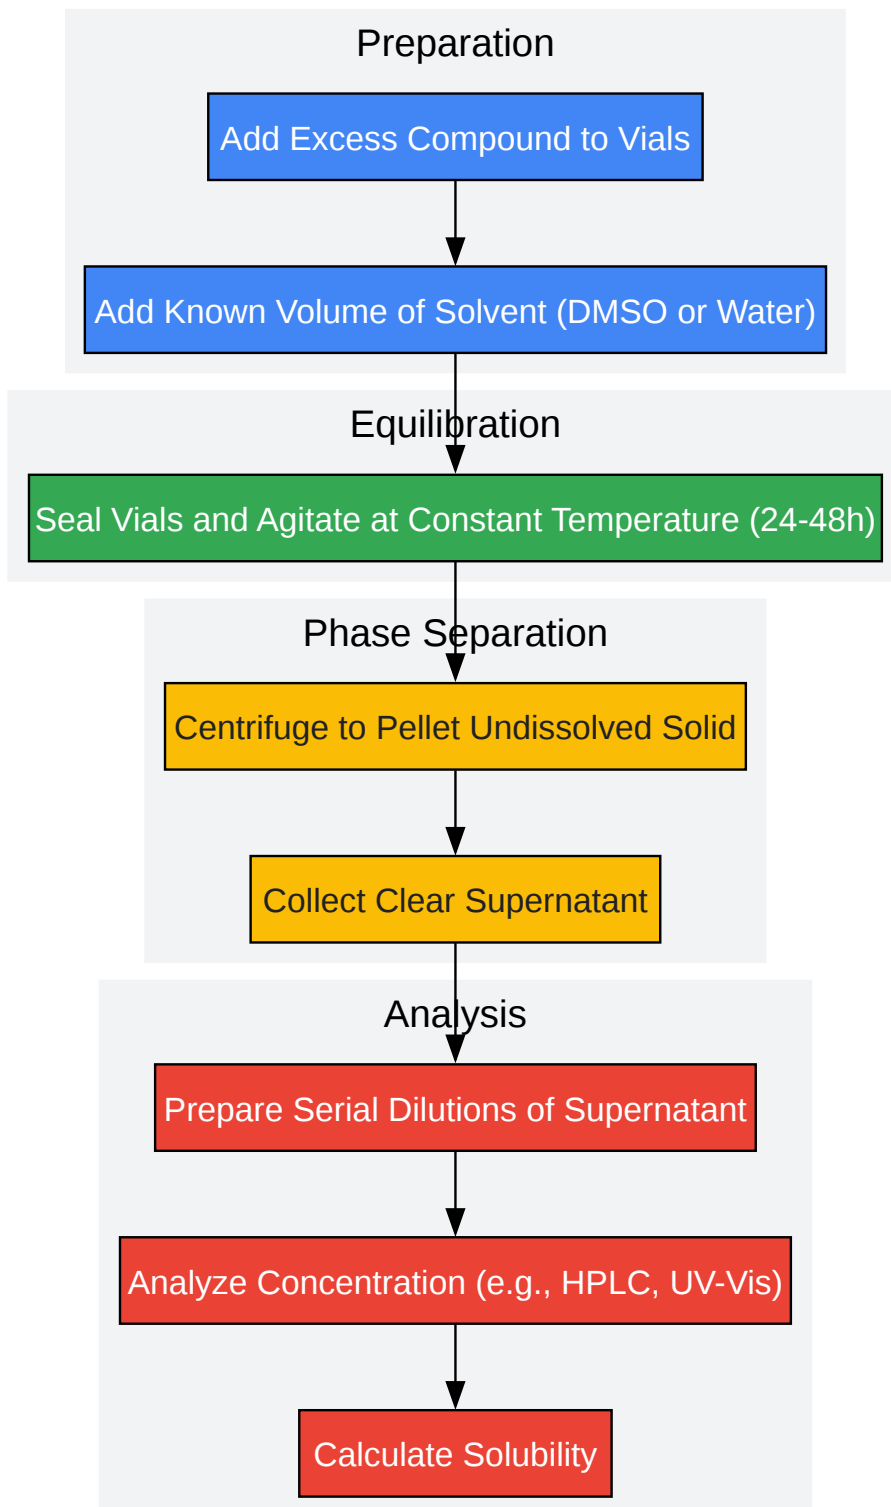 Preparation
Add Excess Compound to Vials
Add Known Volume of Solvent (DMSO or Water)
Equilibration
Seal Vials and Agitate at Constant Temperature (24-48h)
Phase Separation
Centrifuge to Pellet Undissolved Solid
Collect Clear Supernatant
Analysis
Prepare Serial Dilutions of Supernatant
Analyze Concentration (e.g., HPLC, UV-Vis)
Calculate Solubility